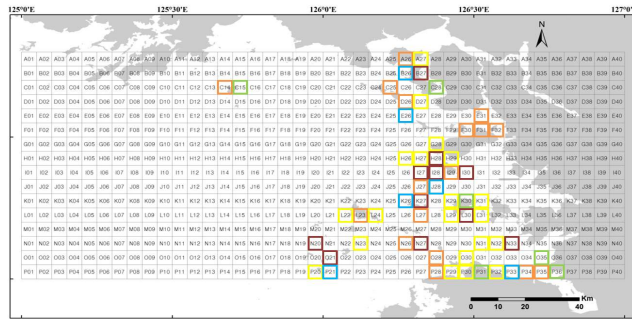 125.0°E 125.5°E 126.0°E 126.5°E 127.0°E
N
A01 A02 A03 A04 A05 A06 A07 A08 A09 A10 A11 A12 A13 A14 A15 A16 A17 A18 A19 A20 A21 A22 A23 A24 A25 A26 A27 A28 A29 A30 A31 A32 A33 A34 A35 A36 A37 A38 A39 A40
B01 B02 B03 B04 B05 B06 B07 B08 B09 B10 B11 B12 B13 B14 B15 B16 B17 B18 B19 B20 B21 B22 B23 B24 B25 B26 B27 B28 B29 B30 B31 B32 B33 B34 B35 B36 B37 B38 B39 B40
C01 C02 C03 C04 C05 C06 C07 C08 C09 C10 C11 C12 C13 C14 C15 C16 C17 C18 C19 C20 C21 C22 C23 C24 C25 C26 C27 C28 C29 C30 C31 C32 C33 C34 C35 C36 C37 C38 C39 C40
D01 D02 D03 D04 D05 D06 D07 D08 D09 D10 D11 D12 D13 D14 D15 D16 D17 D18 D19 D20 D21 D22 D23 D24 D25 D26 D27 D28 D29 D30 D31 D32 D33 D34 D35 D36 D37 D38 D39 D40
E01 E02 E03 E04 E05 E06 E07 E08 E09 E10 E11 E12 E13 E14 E15 E16 E17 E18 E19 E20 E21 E22 E23 E24 E25 E26 E27 E28 E29 E30 E31 E32 E33 E34 E35 E36 E37 E38 E39 E40
F01 F02 F03 F04 F05 F06 F07 F08 F09 F10 F11 F12 F13 F14 F15 F16 F17 F18 F19 F20 F21 F22 F23 F24 F25 F26 F27 F28 F29 F30 F31 F32 F33 F34 F35 F36 F37 F38 F39 F40
G01 G02 G03 G04 G05 G06 G07 G08 G09 G10 G11 G12 G13 G14 G15 G16 G17 G18 G19 G20 G21 G22 G23 G24 G25 G26 G27 G28 G29 G30 G31 G32 G33 G34 G35 G36 G37 G38 G39 G40
H01 H02 H03 H04 H05 H06 H07 H08 H09 H10 H11 H12 H13 H14 H15 H16 H17 H18 H19 H20 H21 H22 H23 H24 H25 H26 H27 H28 H29 H30 H31 H32 H33 H34 H35 H36 H37 H38 H39 H40
I01 I02 I03 I04 I05 I06 I07 I08 I09 I10 I11 I12 I13 I14 I15 I16 I17 I18 I19 I20 I21 I22 I23 I24 I25 I26 I27 I28 I29 I30 I31 I32 I33 I34 I35 I36 I37 I38 I39 I40
J01 J02 J03 J04 J05 J06 J07 J08 J09 J10 J11 J12 J13 J14 J15 J16 J17 J18 J19 J20 J21 J22 J23 J24 J25 J26 J27 J28 J29 J30 J31 J32 J33 J34 J35 J36 J37 J38 J39 J40
K01 K02 K03 K04 K05 K06 K07 K08 K09 K10 K11 K12 K13 K14 K15 K16 K17 K18 K19 K20 K21 K22 K23 K24 K25 K26 K27 K28 K29 K30 K31 K32 K33 K34 K35 K36 K37 K38 K39 K40
L01 L02 L03 L04 L05 L06 L07 L08 L09 L10 L11 L12 L13 L14 L15 L16 L17 L18 L19 L20 L21 L22 L23 L24 L25 L26 L27 L28 L29 L30 L31 L32 L33 L34 L35 L36 L37 L38 L39 L40
M01 M02 M03 M04 M05 M06 M07 M08 M09 M10 M11 M12 M13 M14 M15 M16 M17 M18 M19 M20 M21 M22 M23 M24 M25 M26 M27 M28 M29 M30 M31 M32 M33 M34 M35 M36 M37 M38 M39 M40
N01 N02 N03 N04 N05 N06 N07 N08 N09 N10 N11 N12 N13 N14 N15 N16 N17 N18 N19 N20 N21 N22 N23 N24 N25 N26 N27 N28 N29 N30 N31 N32 N33 N34 N35 N36 N37 N38 N39 N40
O01 O02 O03 O04 O05 O06 O07 O08 O09 O10 O11 O12 O13 O14 O15 O16 O17 O18 O19 O20 O21 O22 O23 O24 O25 O26 O27 O28 O29 O30 O31 O32 O33 O34 O35 O36 O37 O38 O39 O40
P01 P02 P03 P04 P05 P06 P07 P08 P09 P10 P11 P12 P13 P14 P15 P16 P17 P18 P19 P20 P21 P22 P23 P24 P25 P26 P27 P28 P29 P30 P31 P32 P33 P34 P35 P36 P37 P38 P39 P40
Km
0 10 20 40